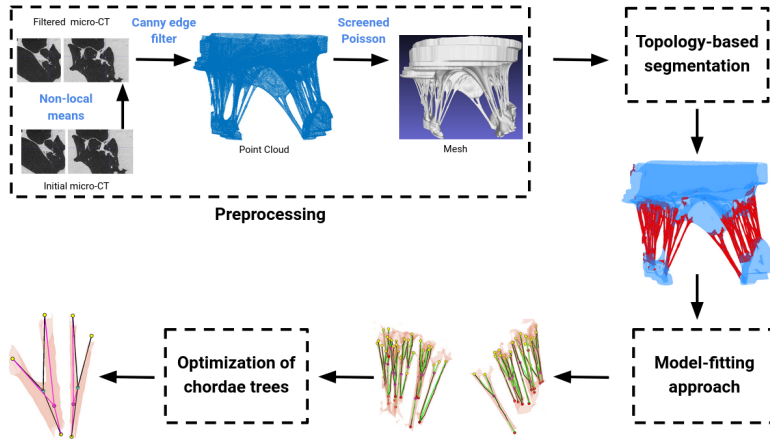 Filtered micro-CT
Canny edge
filter
Screened
Poisson
Topology-based
segmentation
Non-local
means
Point Cloud
Mesh
Initial micro-CT
Preprocessing
Optimization of
chordae trees
Model-fitting
approach